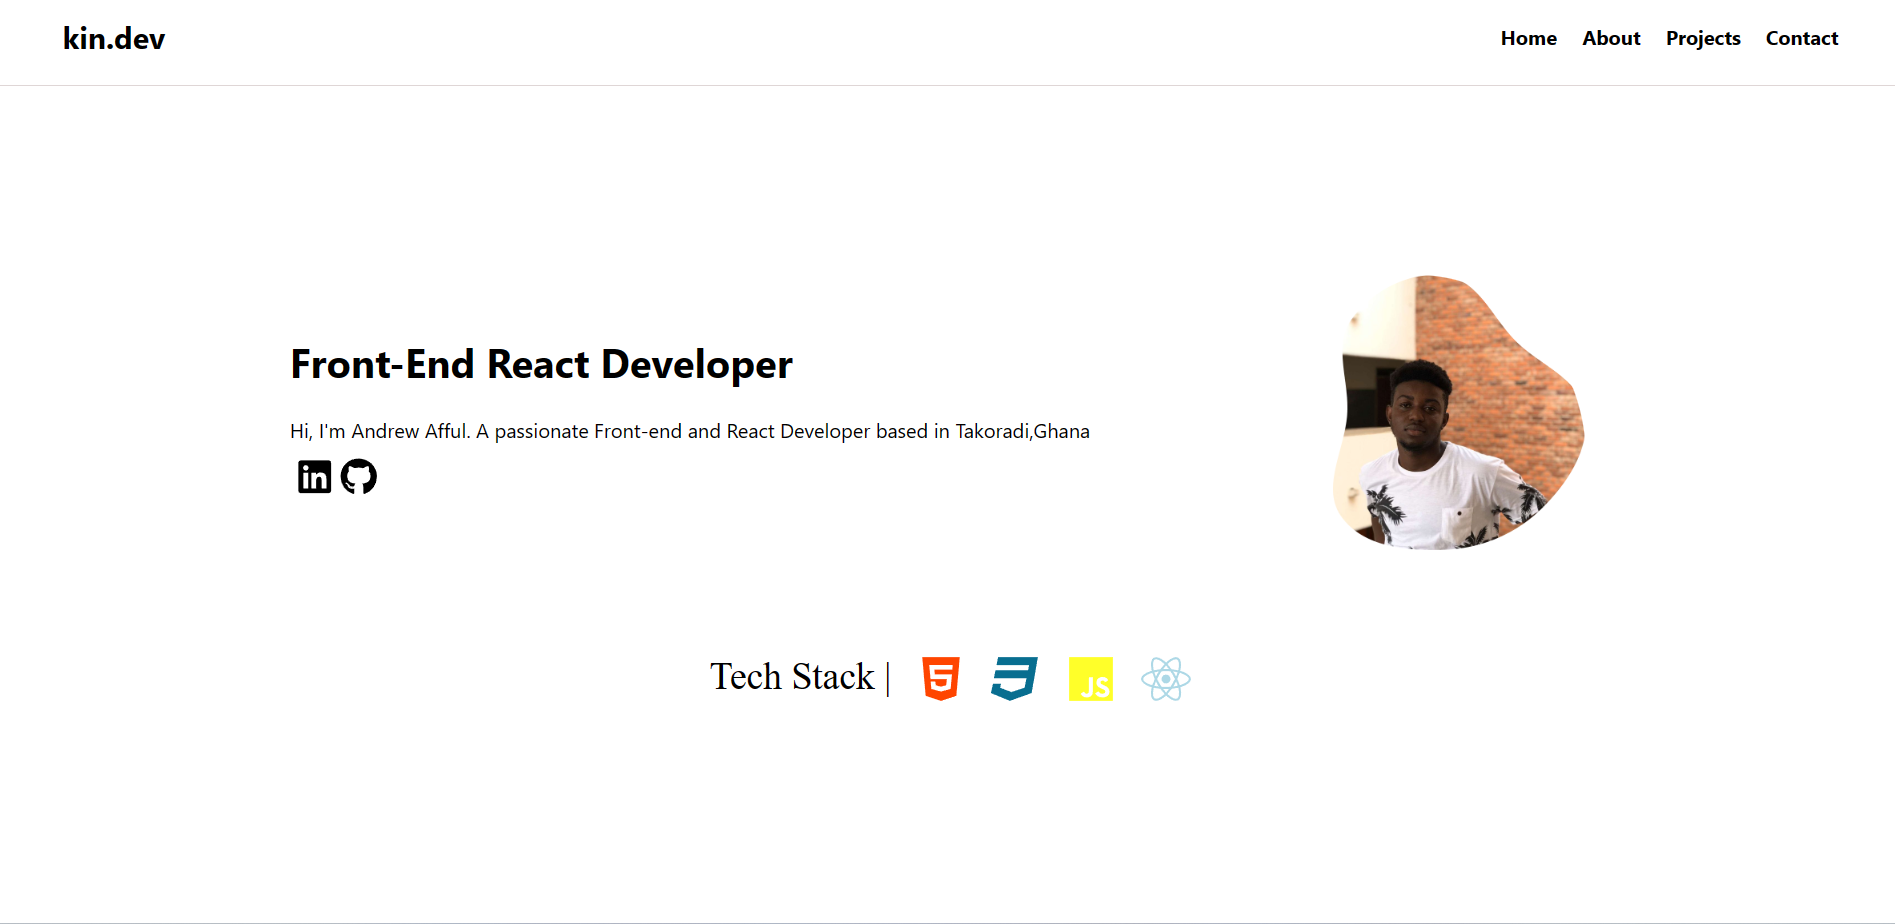 kin.dev
Home About Projects Contact
Front-End React Developer
Hi, I'm Andrew Afful. A passionate Front-end and React Developer based in Takoradi,Ghana
in
Tech Stack | 5 3 JS